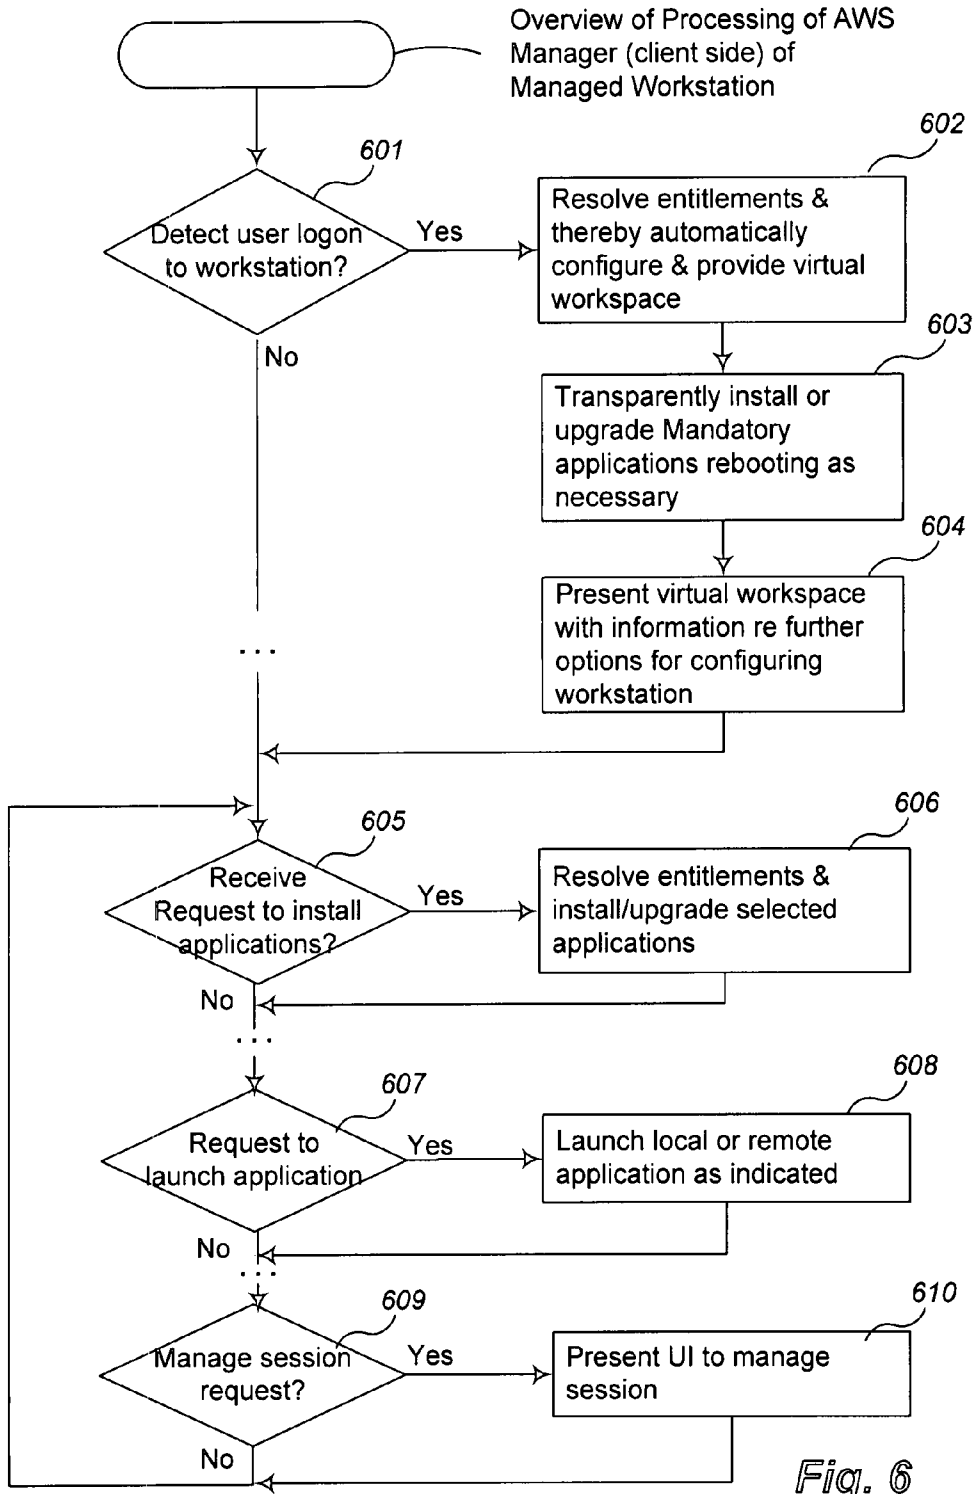 Overview of Processing of AWS
Manager (client side) of
Managed Workstation
601
Detect user logon
to workstation?
Yes
No
602
Resolve entitlements &
thereby automatically
configure & provide virtual
workspace
603
Transparently install or
upgrade Mandatory
applications rebooting as
necessary
604
Present virtual workspace
with information re further
options for configuring
workstation
...
605
Receive
Request to install
applications?
Yes
No
606
Resolve entitlements &
install/upgrade selected
applications
...
607
Request to
launch application
Yes
No
608
Launch local or remote
application as indicated
...
609
Manage session
request?
Yes
No
610
Present UI to manage
session
Fig. 6